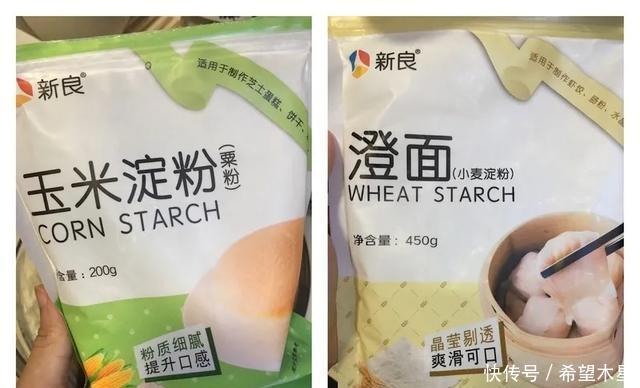 新良®
适用于制作芝士蛋糕、饼干、
玉米淀粉(粟粉)
CORN STARCH
含量: 200g
粉质细腻
提升口感
新良®
适用于制作虾饺、肠粉、水晶
澄面(小麦淀粉)
WHEAT STARCH
净含量: 450g
晶莹剔透
爽滑可口
快传号/希望木星